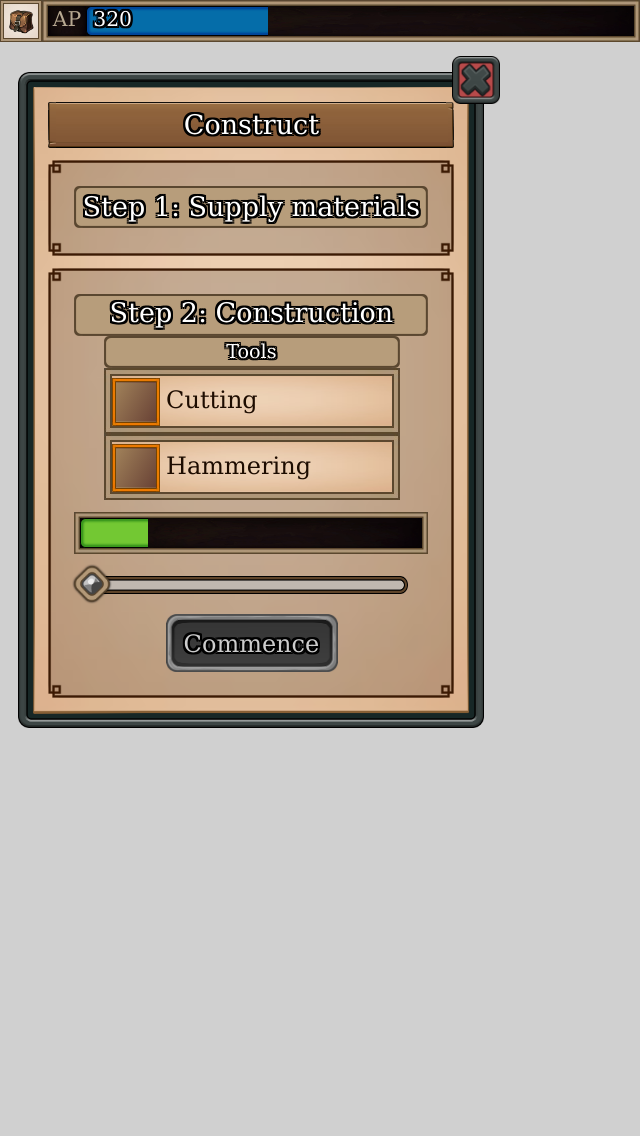 AP 320
Construct
Step 1: Supply materials
Step 2: Construction
Tools
Cutting
Hammering
Commence